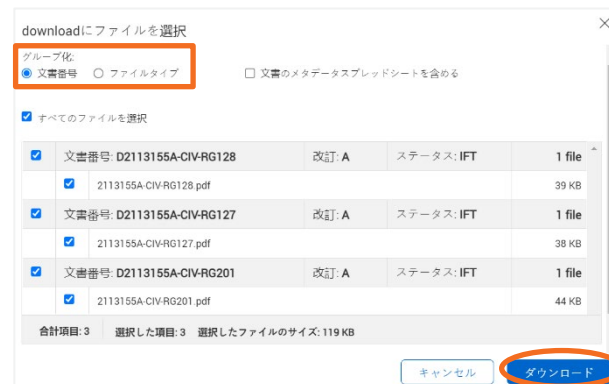 downloadにファイルを選択
グループ化:
文書番号 ファイルタイプ 文書のメタデータスプレッドシートを含める
すべてのファイルを選択
文書番号: D2113155A-CIV-RG128 改訂: A ステータス: IFT 1 file
2113155A-CIV-RG128.pdf 39 KB
文書番号: D2113155A-CIV-RG127 改訂: A ステータス: IFT 1 file
2113155A-CIV-RG127.pdf 38 KB
文書番号: D2113155A-CIV-RG201 改訂: A ステータス: IFT 1 file
2113155A-CIV-RG201.pdf 44 KB
合計項目: 3 選択した項目: 3 選択したファイルのサイズ: 119 KB
キャンセル ダウンロード